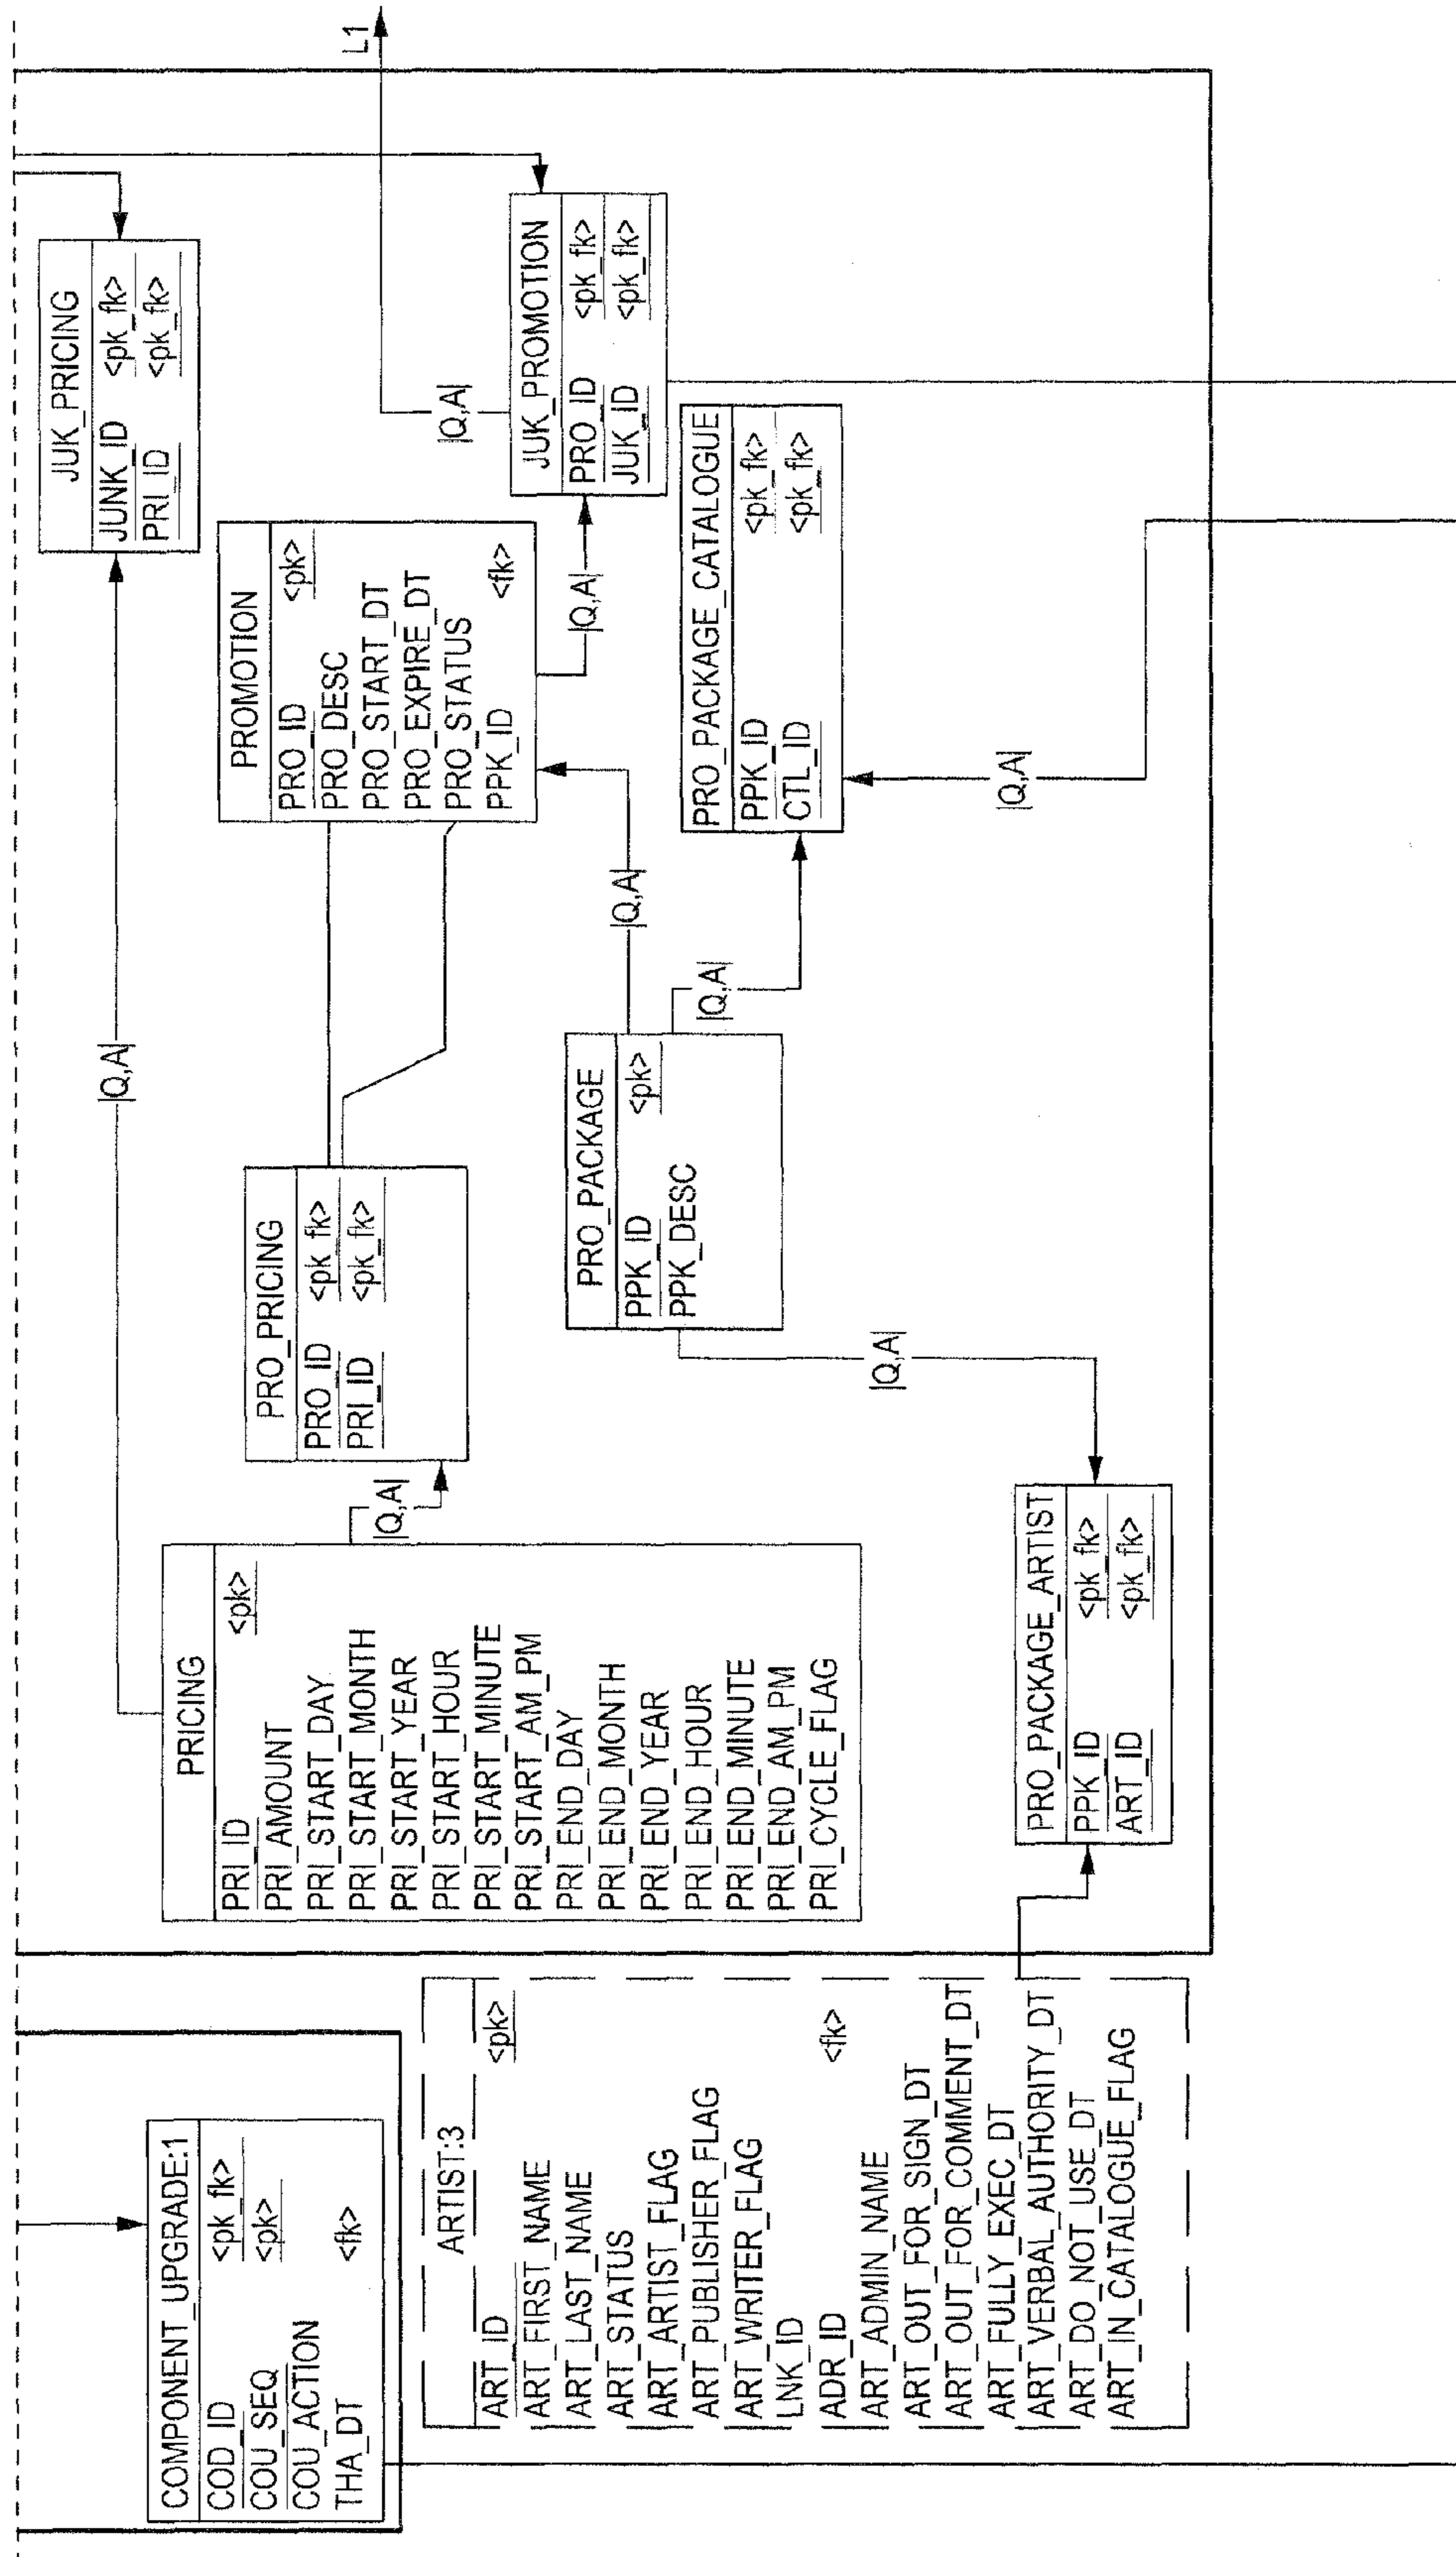 COMPONENT_UPGRADE:1
COD_ID <pk_fk>
COU_SEQ <pk>
COU_ACTION
THA_DT <fk>
ARTIST:3
ART_ID <pk>
ART_FIRST_NAME
ART_LAST_NAME
ART_STATUS
ART_ARTIST_FLAG
ART_PUBLISHER_FLAG
ART_WRITER_FLAG
LNK_ID
ADR_ID <fk>
ART_ADMIN_NAME
ART_OUT_FOR_SIGN_DT
ART_OUT_FOR_COMMENT_DT
ART_FULLY_EXEC_DT
ART_VERBAL_AUTHORITY_DT
ART_DO_NOT_USE_DT
ART_IN_CATALOGUE_FLAG
PRICING
PRI_ID <pk>
PRI_AMOUNT
PRI_START_DAY
PRI_START_MONTH
PRI_START_YEAR
PRI_START_HOUR
PRI_START_MINUTE
PRI_START_AM_PM
PRI_END_DAY
PRI_END_MONTH
PRI_END_YEAR
PRI_END_HOUR
PRI_END_MINUTE
PRI_END_AM_PM
PRI_CYCLE_FLAG
|Q,A|
PRO_PACKAGE_ARTIST
PPK_ID <pk_fk>
ART_ID <pk_fk>
|Q,A|
PRO_PRICING
PRO_ID <pk_fk>
PRI_ID <pk_fk>
PRO_PACKAGE
PPK_ID <pk>
PPK_DESC
|Q,A|
|Q,A|
|Q,A|
PROMOTION
PRO_ID <pk>
PRO_DESC
PRO_START_DT
PRO_EXPIRE_DT
PRO_STATUS
PPK_ID <fk>
|Q,A|
PRO_PACKAGE_CATALOGUE
PPK_ID <pk_fk>
CTL_ID <pk_fk>
|Q,A|
JUK_PRICING
JUNK_ID <pk_fk>
PRI_ID <pk_fk>
|Q,A|
JUK_PROMOTION
PRO_ID <pk_fk>
JUK_ID <pk_fk>
L1